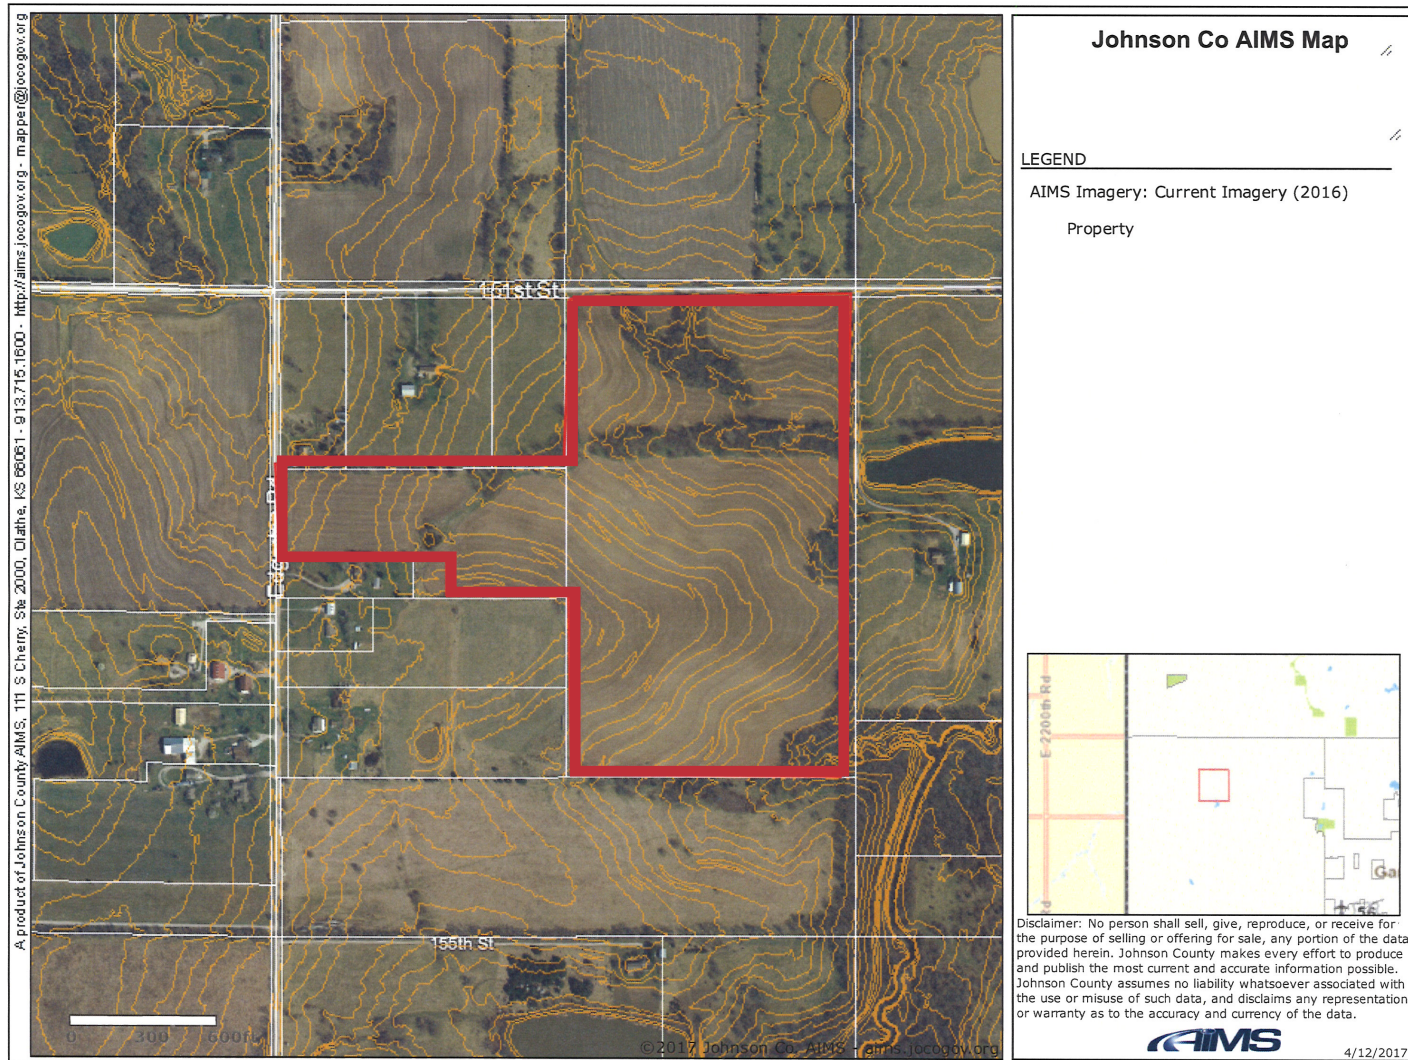 Johnson Co AIMS Map
LEGEND
AIMS Imagery: Current Imagery (2016)
Property
A product of Johnson County AIMS, 111 S Cherry, Ste 2000, Olathe, KS 66061 - 913.715.1600 - http://aims.jocogov.org - mapper@jocogov.org
151st St
155th St
0 300 600ft
©2017 Johnson Co. AIMS - aims.jocogov.org
E 2200th Rd
Rd
Gar
56
Disclaimer: No person shall sell, give, reproduce, or receive for
the purpose of selling or offering for sale, any portion of the data
provided herein. Johnson County makes every effort to produce
and publish the most current and accurate information possible.
Johnson County assumes no liability whatsoever associated with
the use or misuse of such data, and disclaims any representation
or warranty as to the accuracy and currency of the data.
AIMS
4/12/2017